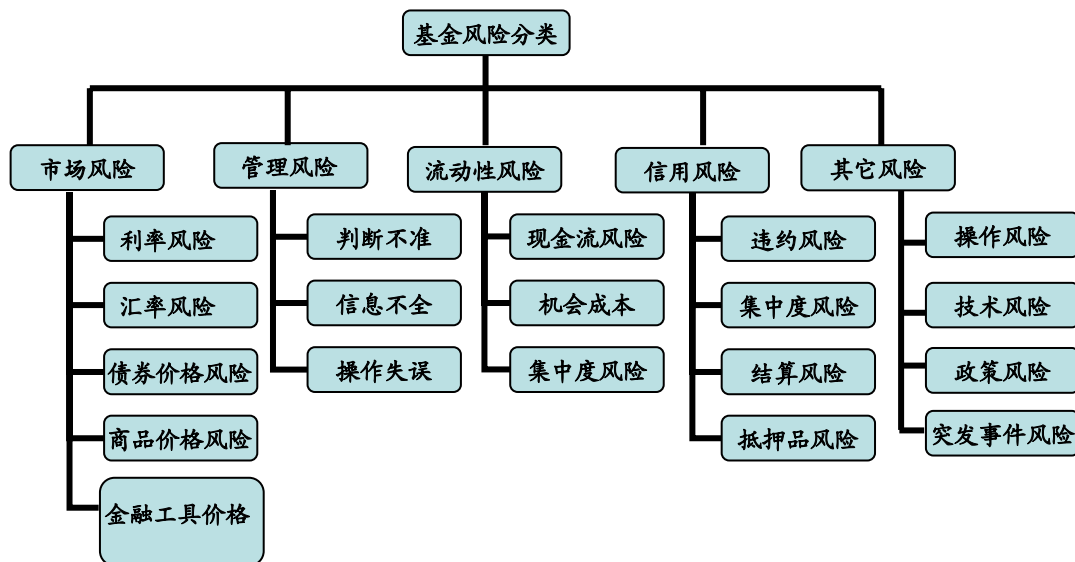 基金风险分类
市场风险
利率风险
汇率风险
债券价格风险
商品价格风险
金融工具价格
管理风险
判断不准
信息不全
操作失误
流动性风险
现金流风险
机会成本
集中度风险
信用风险
违约风险
集中度风险
结算风险
抵押品风险
其它风险
操作风险
技术风险
政策风险
突发事件风险